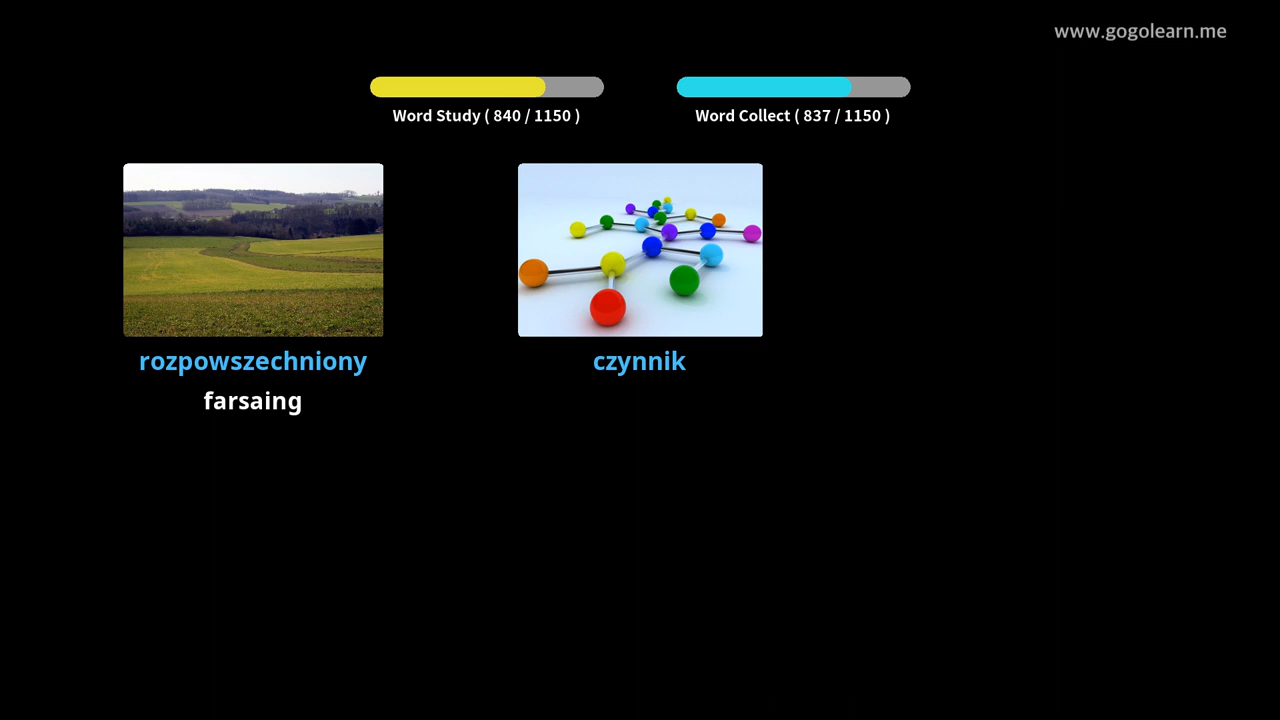 www.gogolearn.me
Word Study ( 840 / 1150 )
Word Collect ( 837 / 1150 )
rozpowszechniony
czynnik
farsaing